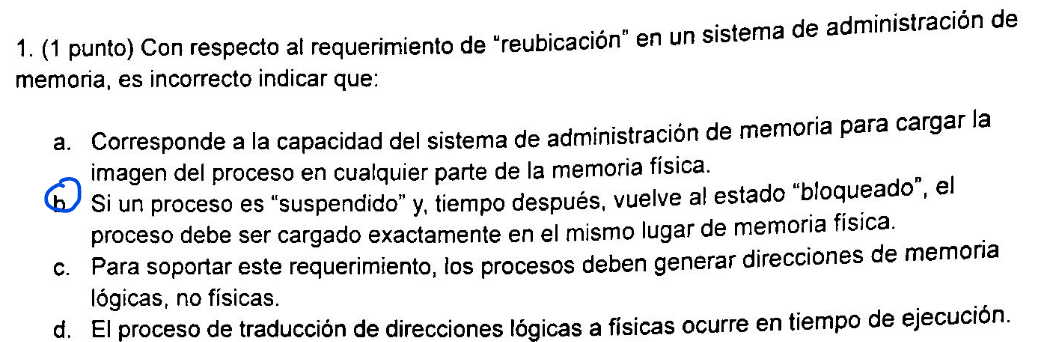 1. (1 punto) Con respecto al requerimiento de “reubicación” en un sistema de administración de
memoria, es incorrecto indicar que:
a. Corresponde a la capacidad del sistema de administración de memoria para cargar la
imagen del proceso en cualquier parte de la memoria física.
b. Si un proceso es “suspendido” y, tiempo después, vuelve al estado “bloqueado”, el
proceso debe ser cargado exactamente en el mismo lugar de memoria física.
c. Para soportar este requerimiento, los procesos deben generar direcciones de memoria
lógicas, no físicas.
d. El proceso de traducción de direcciones lógicas a físicas ocurre en tiempo de ejecución.